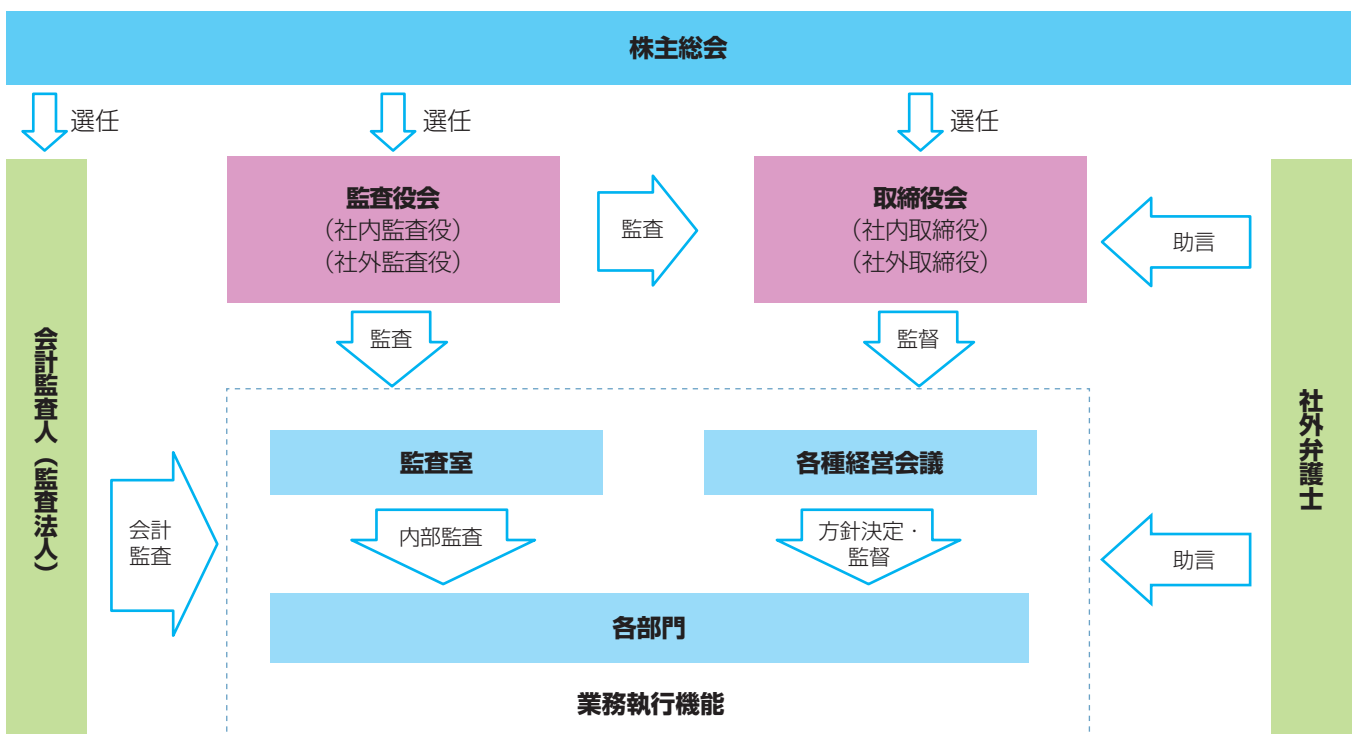 株主総会
選任
選任
選任
監査役会
（社内監査役）
（社外監査役）
監査
取締役会
（社内取締役）
（社外取締役）
助言
監査
監督
会計監査人（監査法人）
社外弁護士
監査室
各種経営会議
会計
監査
内部監査
方針決定・
監督
助言
各部門
業務執行機能